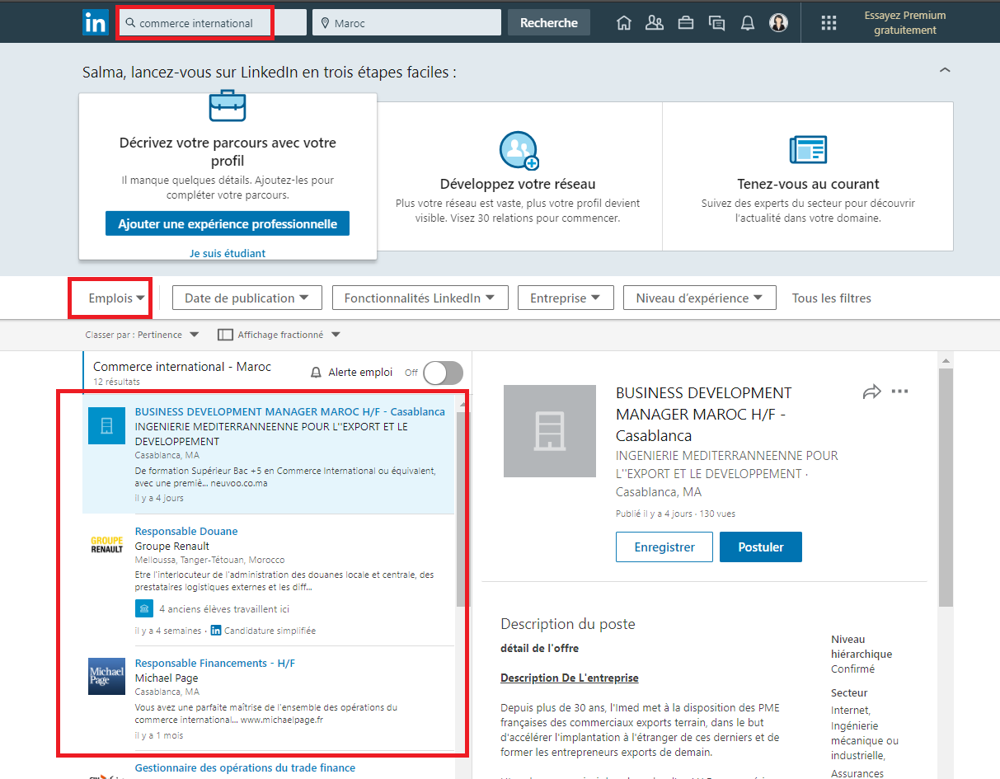 in
commerce international
Maroc
Recherche
Essayez Premium
gratuitement
Salma, lancez-vous sur LinkedIn en trois étapes faciles :
Décrivez votre parcours avec votre
profil
Il manque quelques détails. Ajoutez-les pour
compléter votre parcours.
Ajouter une expérience professionnelle
Je suis étudiant
Développez votre réseau
Plus votre réseau est vaste, plus votre profil devient
visible. Visez 30 relations pour commencer.
Tenez-vous au courant
Suivez des experts du secteur pour découvrir
l'actualité dans votre domaine.
Emplois
Date de publication
Fonctionnalités LinkedIn
Entreprise
Niveau d'expérience
Tous les filtres
Classer par : Pertinence
Affichage fractionné
Commerce international - Maroc
12 résultats
Alerte emploi
Off
BUSINESS DEVELOPMENT MANAGER MAROC H/F - Casablanca
INGENIERIE MEDITERRANNEENNE POUR L''EXPORT ET LE
DEVELOPPEMENT
Casablanca, MA
De formation Supérieur Bac +5 en Commerce International ou équivalent,
avec une premiè... neuvoo.co.ma
il y a 4 jours
GROUPE
RENAULT
Responsable Douane
Groupe Renault
Melloussa, Tanger-Tétouan, Morocco
Etre l'interlocuteur de l'administration des douanes locale et centrale, des
prestataires logistiques externes et les diff...
4 anciens élèves travaillent ici
il y a 4 semaines · in Candidature simplifiée
Michael
Page
Responsable Financements - H/F
Michael Page
Casablanca, MA
Vous avez une parfaite maîtrise de l'ensemble des opérations du
commerce international... www.michaelpage.fr
il y a 1 mois
Gestionnaire des opérations du trade finance
BUSINESS DEVELOPMENT
MANAGER MAROC H/F -
Casablanca
INGENIERIE MEDITERRANNEENNE POUR
L''EXPORT ET LE DEVELOPPEMENT ·
Casablanca, MA
Publié il y a 4 jours · 130 vues
Enregistrer
Postuler
Description du poste
détail de l'offre
Description De L'entreprise
Depuis plus de 30 ans, l'Imed met à la disposition des PME
françaises des commerciaux exports terrain, dans le but
d'accélérer l'implantation à l'étranger de ces derniers et de
former les entrepreneurs exports de demain.
Niveau
hiérarchique
Confirmé
Secteur
Internet,
Ingénierie
mécanique ou
industrielle,
Assurances